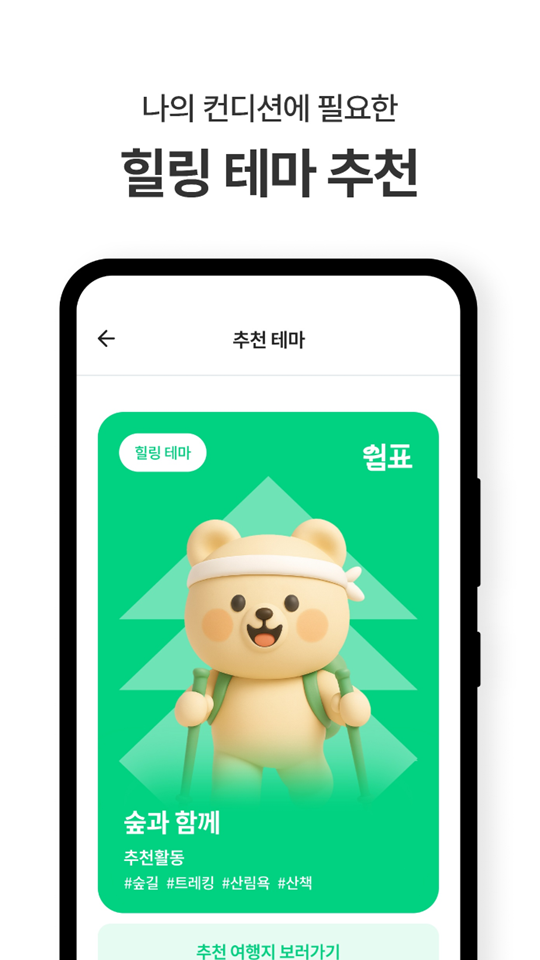 나의 컨디션에 필요한
힐링 테마 추천
추천 테마
힐링 테마
쉼표
숲과 함께
추천활동
#숲길 #트레킹 #산림욕 #산책
추천 여행지 보러가기